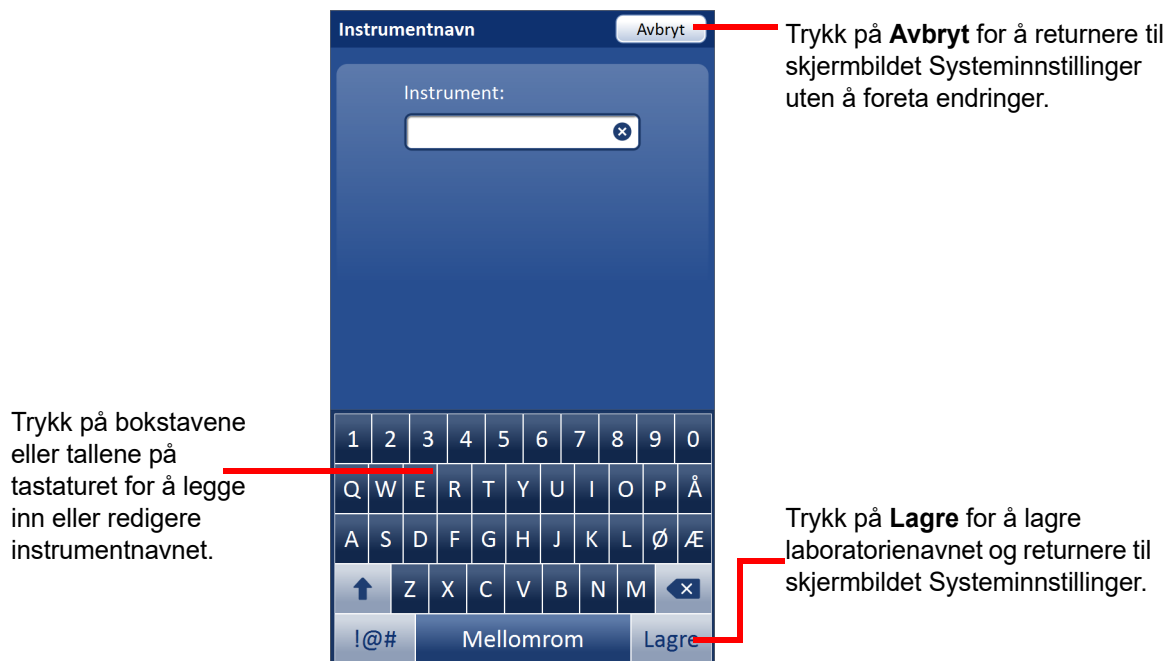 Instrumentnavn
Avbryt
Trykk på Avbryt for å returnere til
skjermbildet Systeminnstillinger
uten å foreta endringer.
Instrument:
Trykk på bokstavene
eller tallene på
tastaturet for å legge
inn eller redigere
instrumentnavnet.
1 2 3 4 5 6 7 8 9 0
Q W E R T Y U I O P Å
A S D F G H J K L Ø Æ
Z X C V B N M
!@# Mellomrom Lagre
Trykk på Lagre for å lagre
laboratorienavnet og returnere til
skjermbildet Systeminnstillinger.